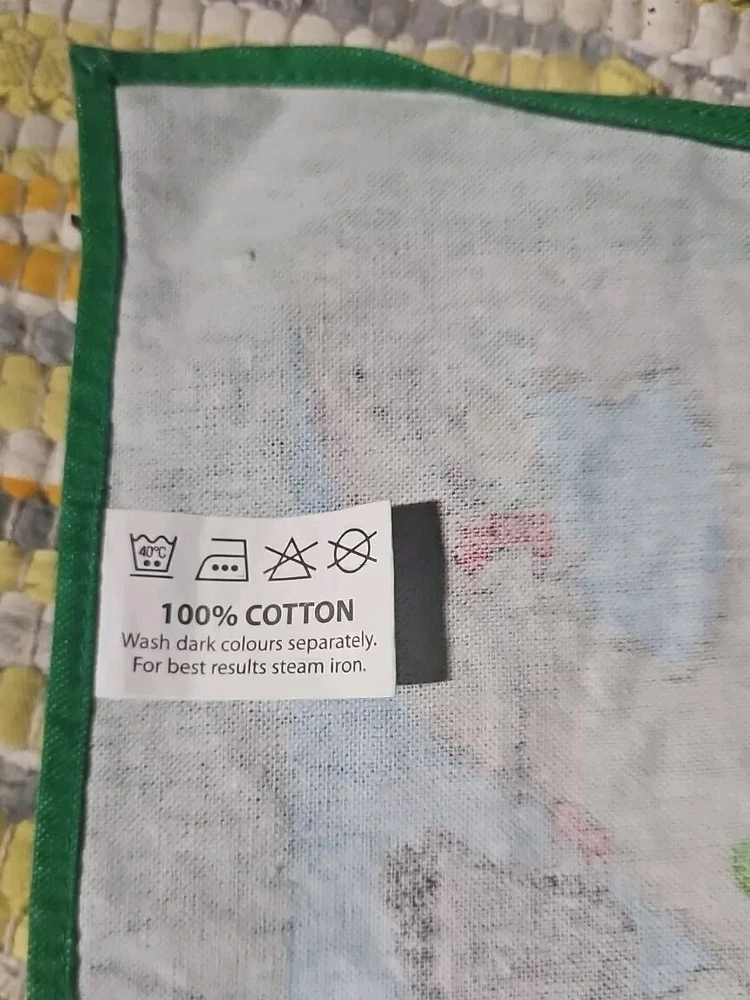 40°C
100% COTTON
Wash dark colours separately.
For best results steam iron.